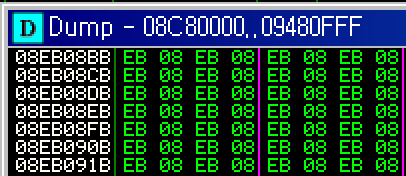 D Dump - 08C80000..09480FFF
08EB08BB EB 08 EB 08 EB 08 EB 08
08EB08CB EB 08 EB 08 EB 08 EB 08
08EB08DB EB 08 EB 08 EB 08 EB 08
08EB08EB EB 08 EB 08 EB 08 EB 08
08EB08FB EB 08 EB 08 EB 08 EB 08
08EB090B EB 08 EB 08 EB 08 EB 08
08EB091B EB 08 EB 08 EB 08 EB 08